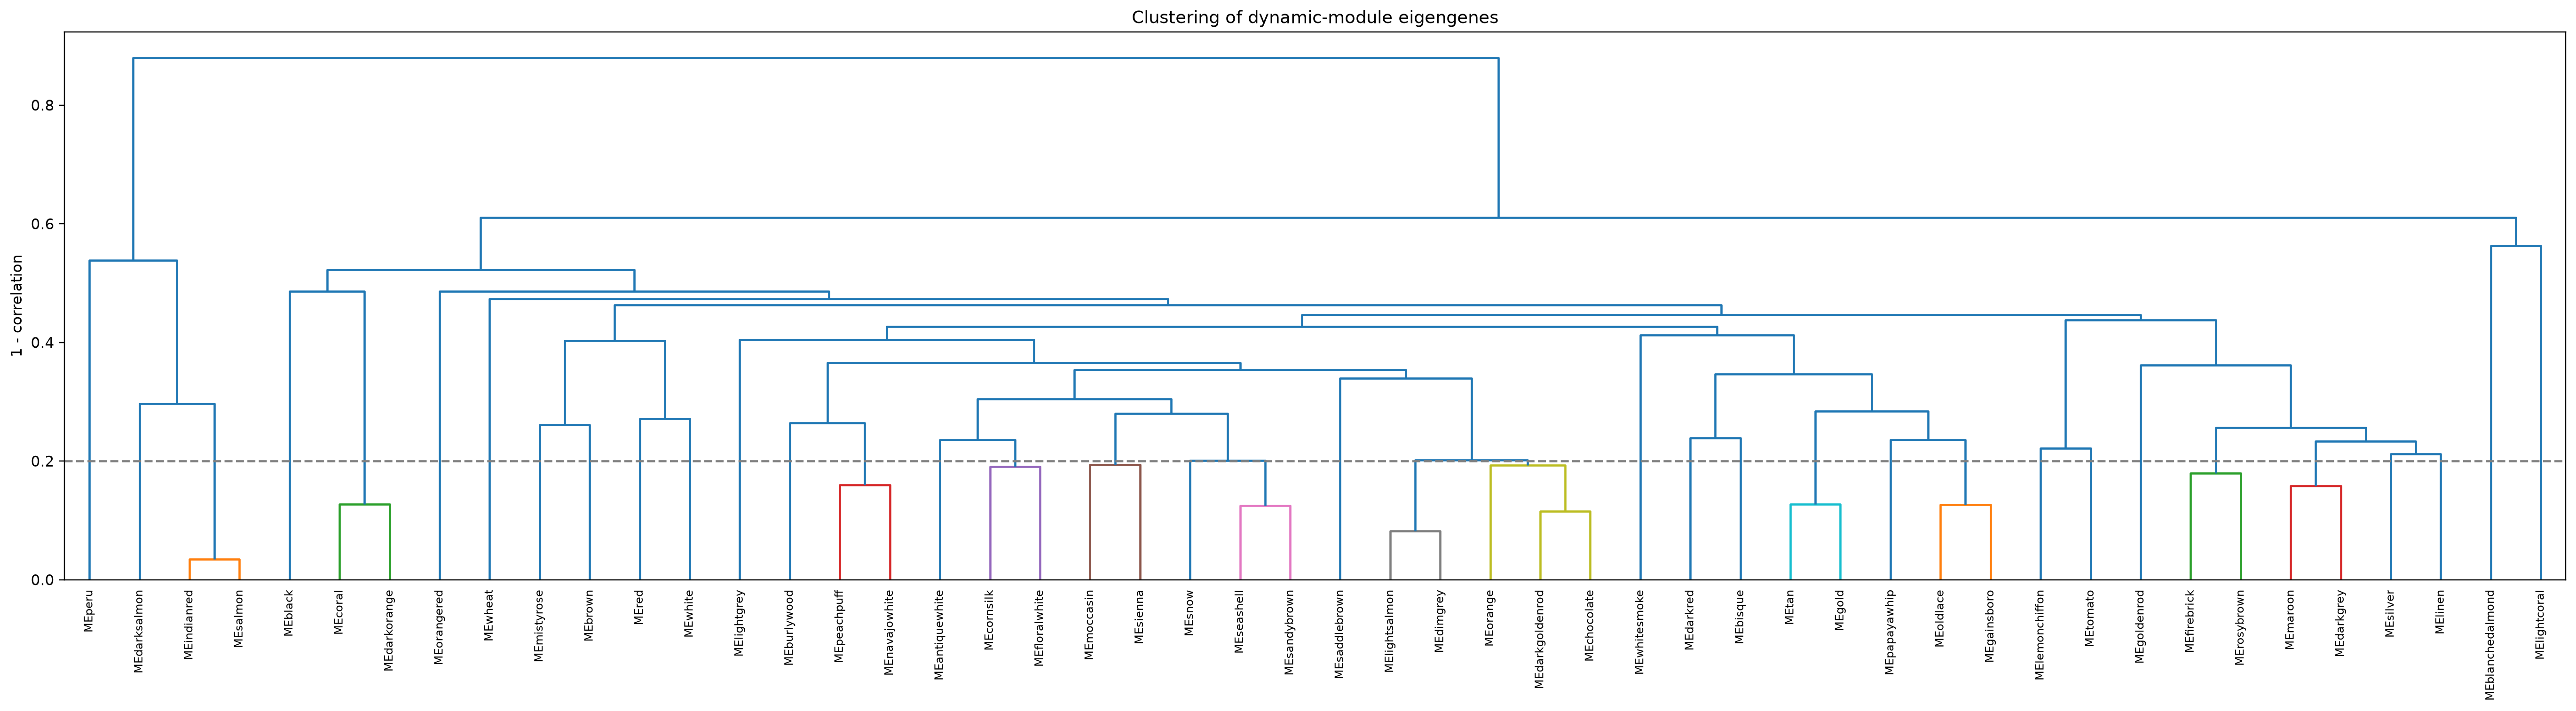 Clustering of dynamic-module eigengenes
1 - correlation
0.8
0.6
0.4
0.2
0.0
MEperu
MEdarksalmon
MEindianred
MEsalmon
MEblack
MEcoral
MEdarkorange
MEorangered
MEwheat
MEmistyrose
MEbrown
MEred
MEwhite
MElightgrey
MEburlywood
MEpeachpuff
MEnavajowhite
MEantiquewhite
MEcornsilk
MEfloralwhite
MEmoccasin
MEsienna
MEsnow
MEseashell
MEsandybrown
MEsaddlebrown
MElightsalmon
MEdimgrey
MEorange
MEdarkgoldenrod
MEchocolate
MEwhitesmoke
MEdarkred
MEbisque
MEtan
MEgold
MEpapayawhip
MEoldlace
MEgainsboro
MElemonchiffon
MEtomato
MEgoldenrod
MEfirebrick
MErosybrown
MEmaroon
MEdarkgrey
MEsilver
MElinen
MEblanchedalmond
MElightcoral